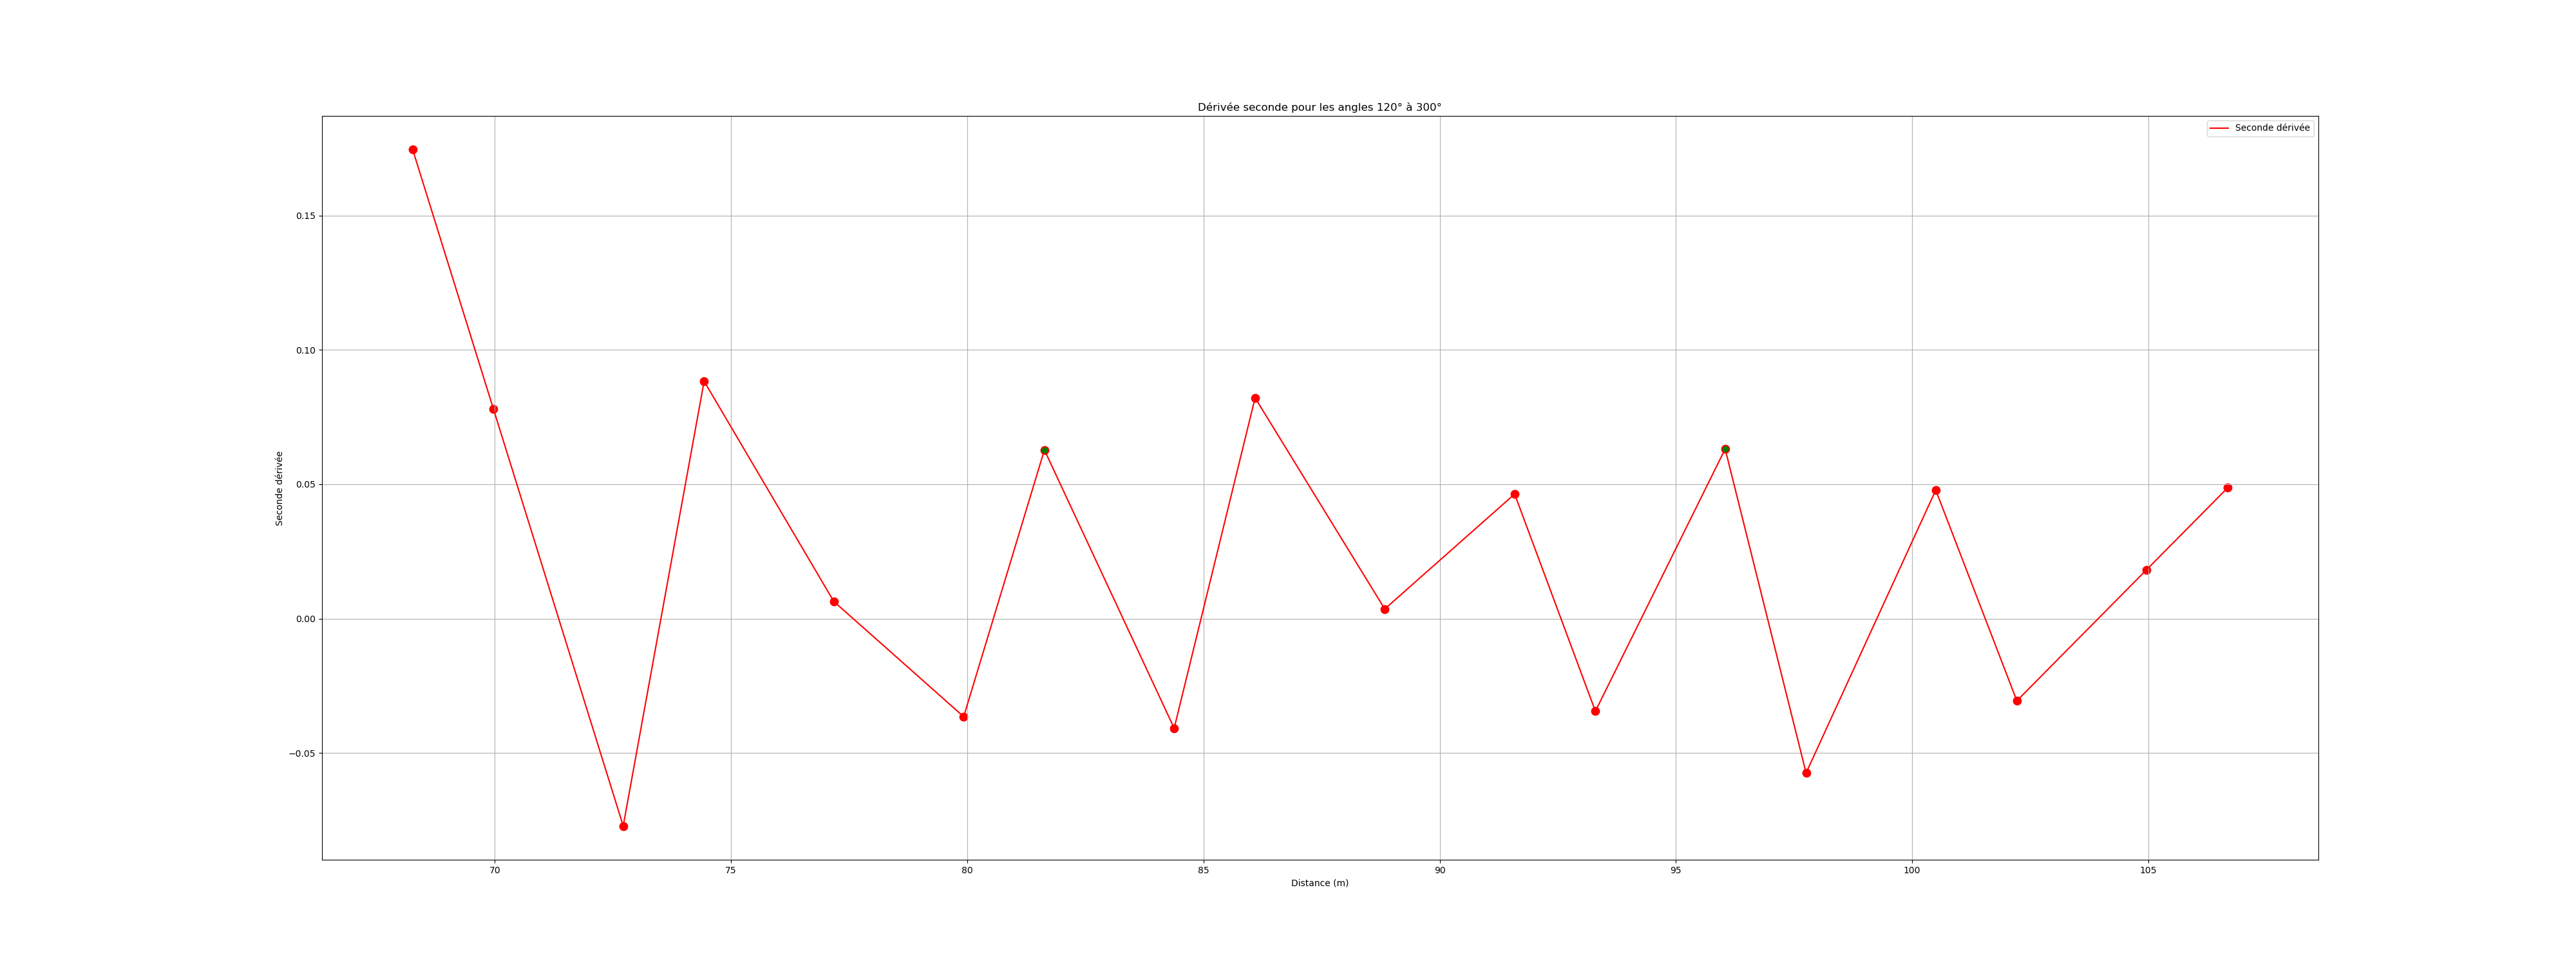 Dérivée seconde pour les angles 120° à 300°
Seconde dérivée
0.15
0.10
0.05
0.00
−0.05
Seconde dérivée
70 75 80 85 90 95 100 105
Distance (m)